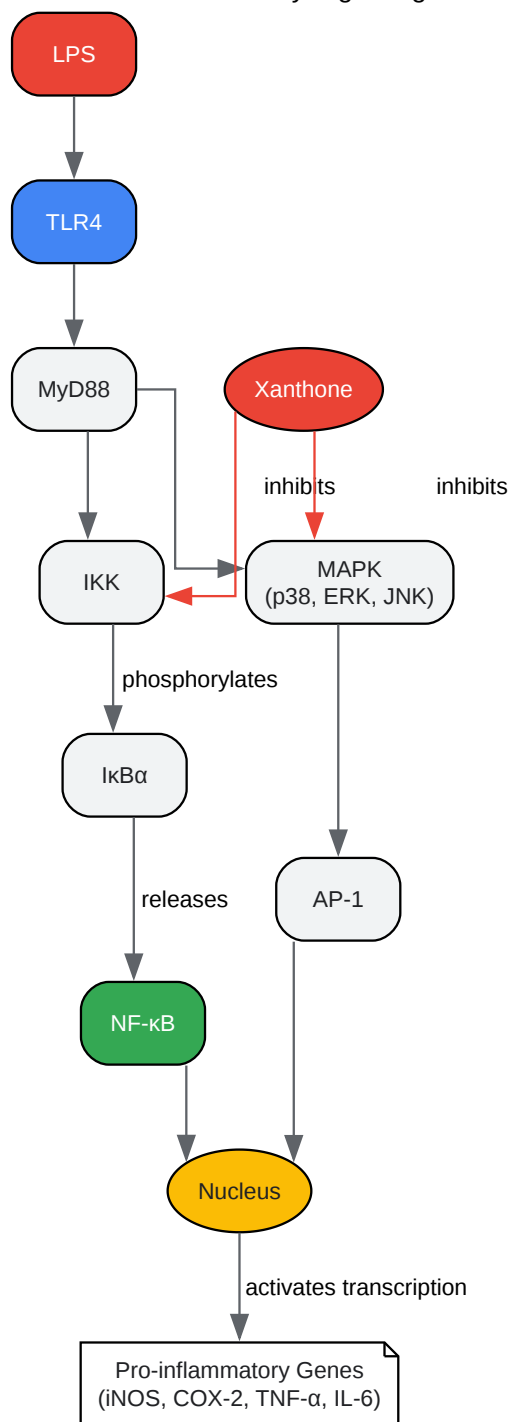 LPS
TLR4
MyD88
Xanthone
inhibits
inhibits
IKK
MAPK
(p38, ERK, JNK)
phosphorylates
IκBα
releases
AP-1
NF-κB
Nucleus
activates transcription
Pro-inflammatory Genes
(iNOS, COX-2, TNF-α, IL-6)